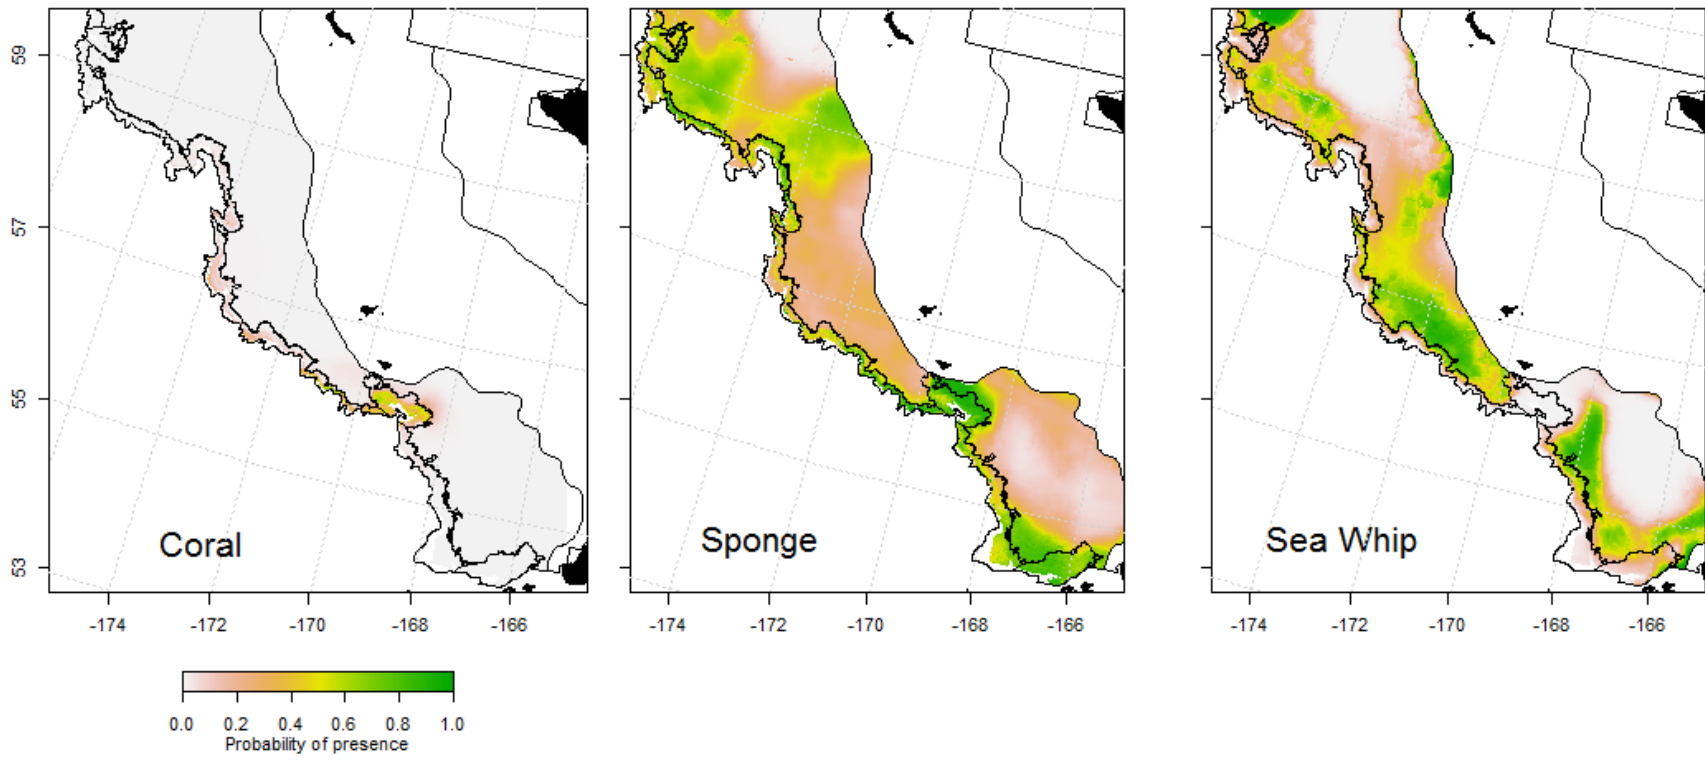 59
57
55
53
Coral
Sponge
Sea Whip
-174 -172 -170 -168 -166
-174 -172 -170 -168 -166
-174 -172 -170 -168 -166
0.0 0.2 0.4 0.6 0.8 1.0
Probability of presence